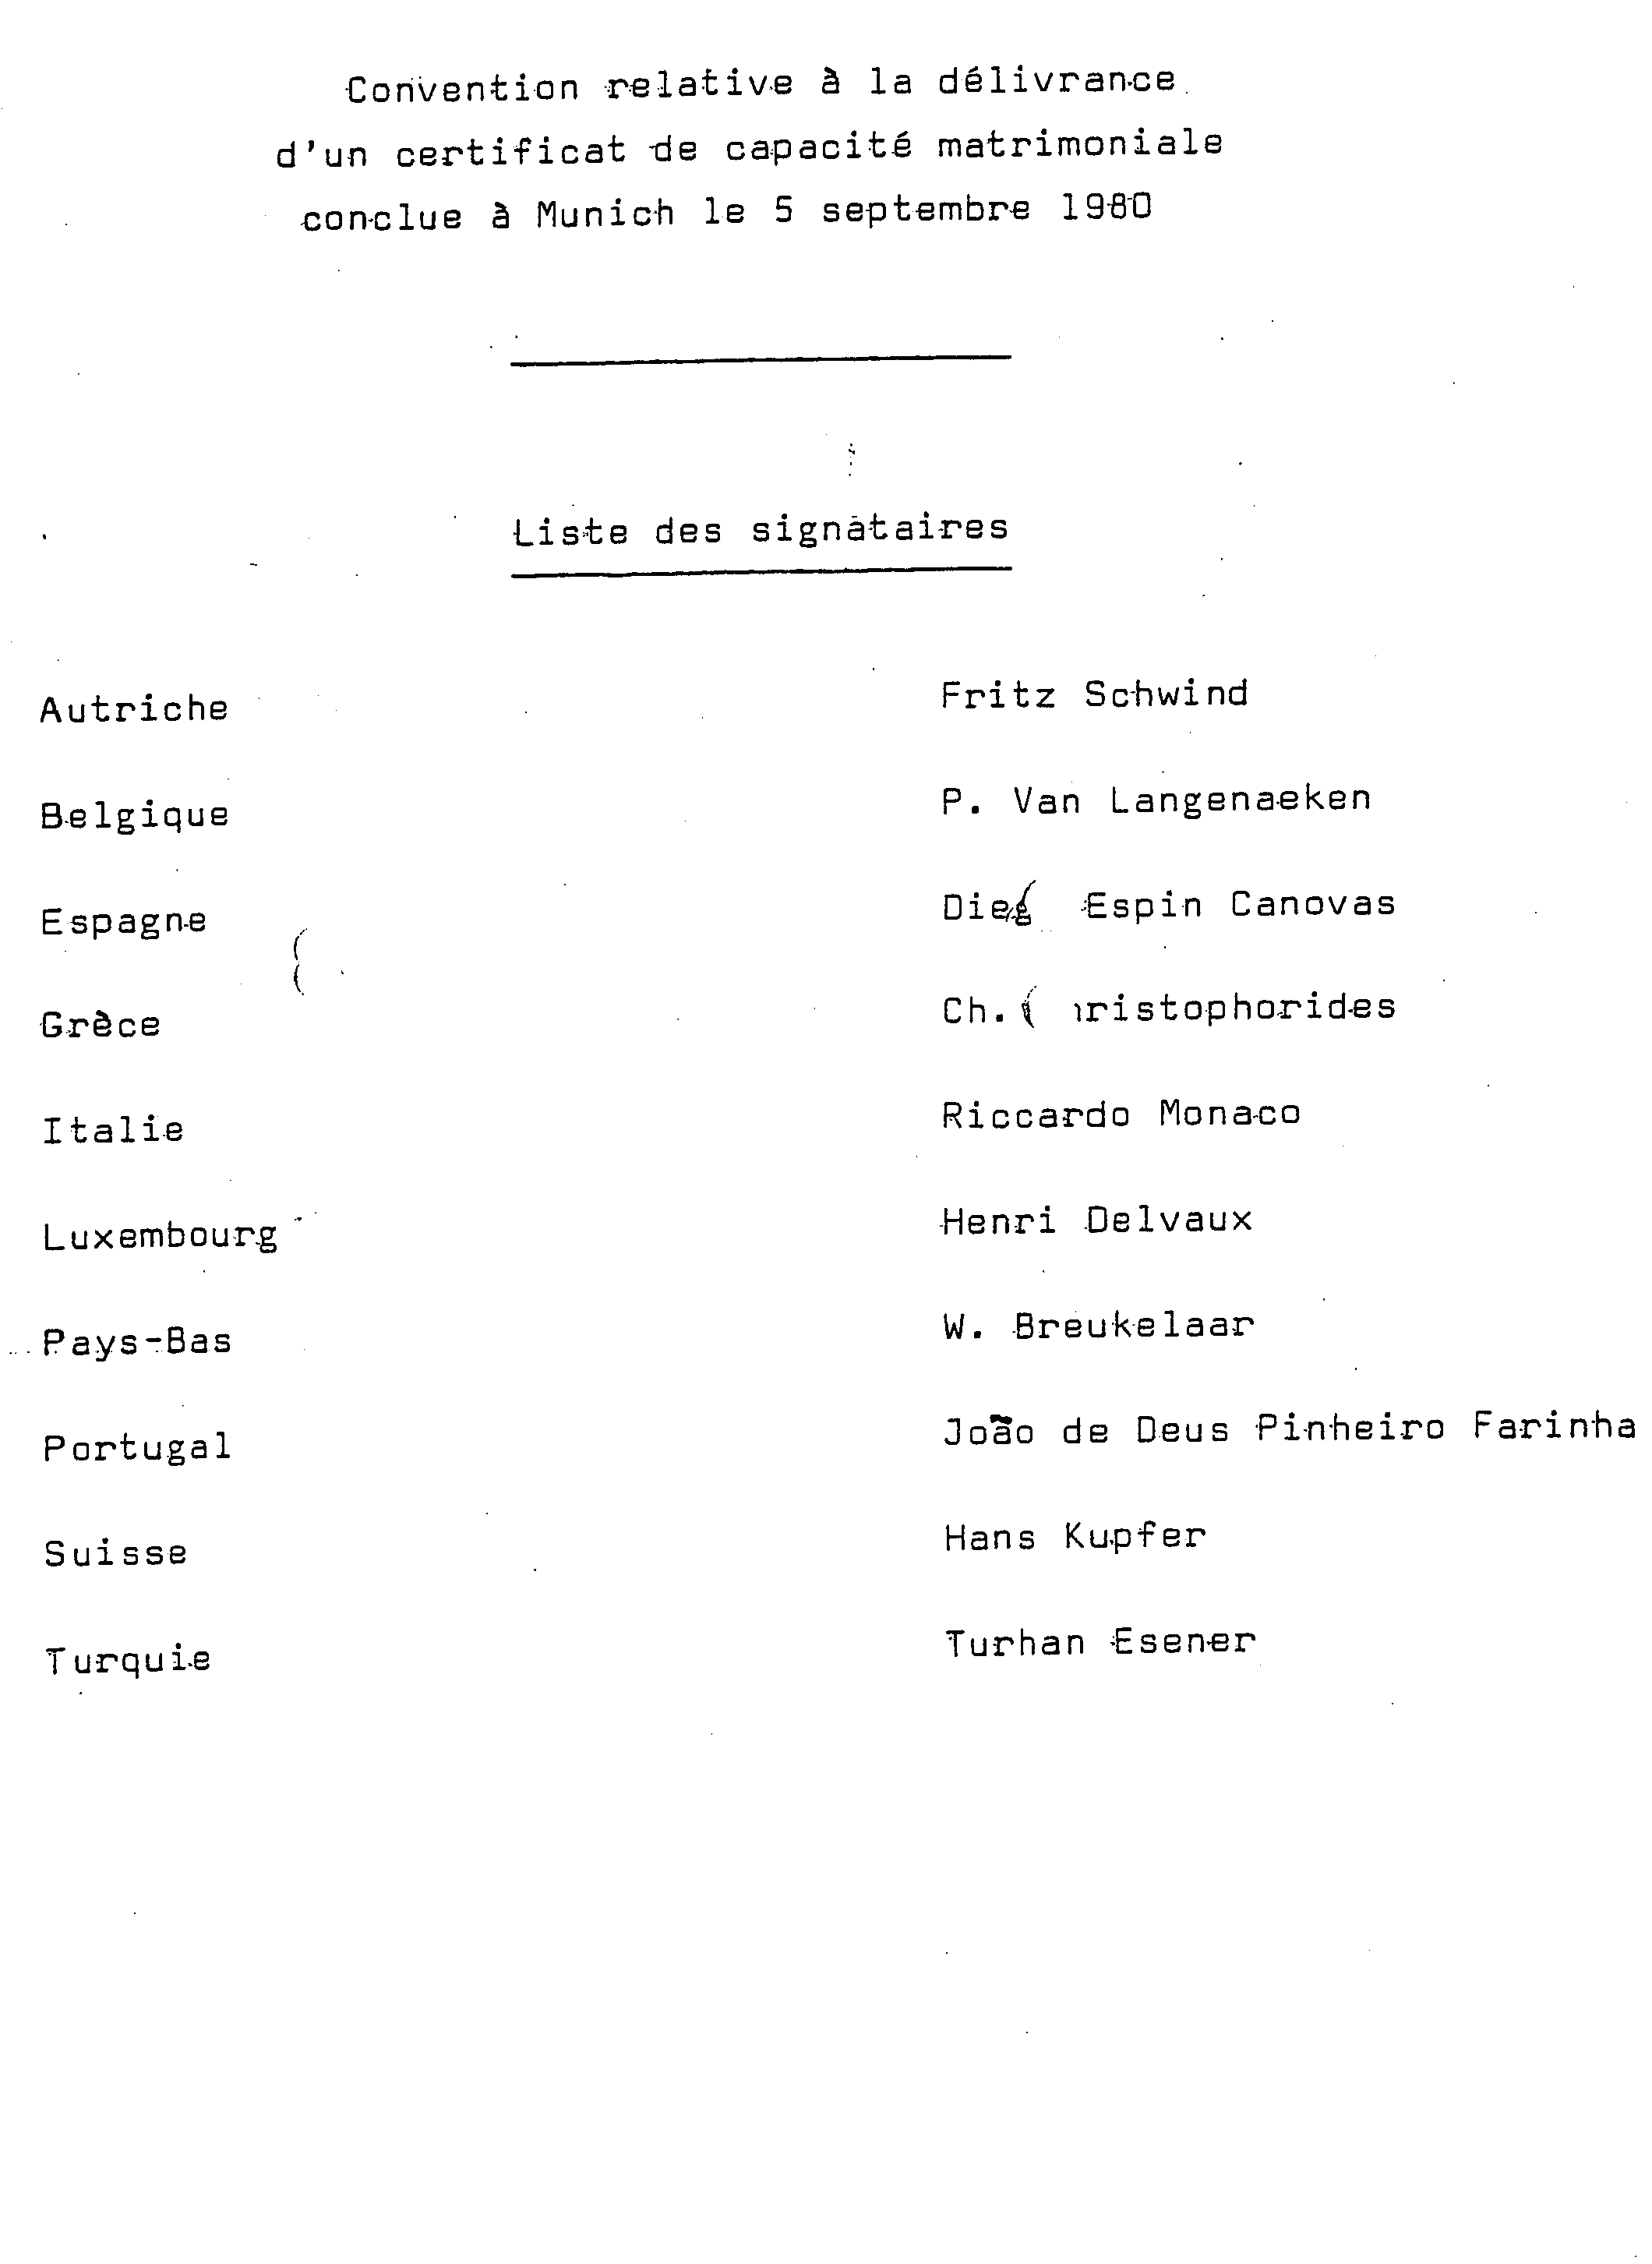 Convention relative à la délivrance
d'un certificat de capacité matrimoniale
conclue à Munich le 5 septembre 1980
Liste des signataires
Autriche Fritz Schwind
Belgique P. Van Langenaeken
Espagne Espin Canovas
Grèce Ch.
Italie Riccardo Monaco
Luxembourg Henri Delvaux
Pays-Bas W. Breukelaar
Portugal João de Deus Pinheiro Farinha
Suisse Hans Kupfer
Turquie Turhan Esener